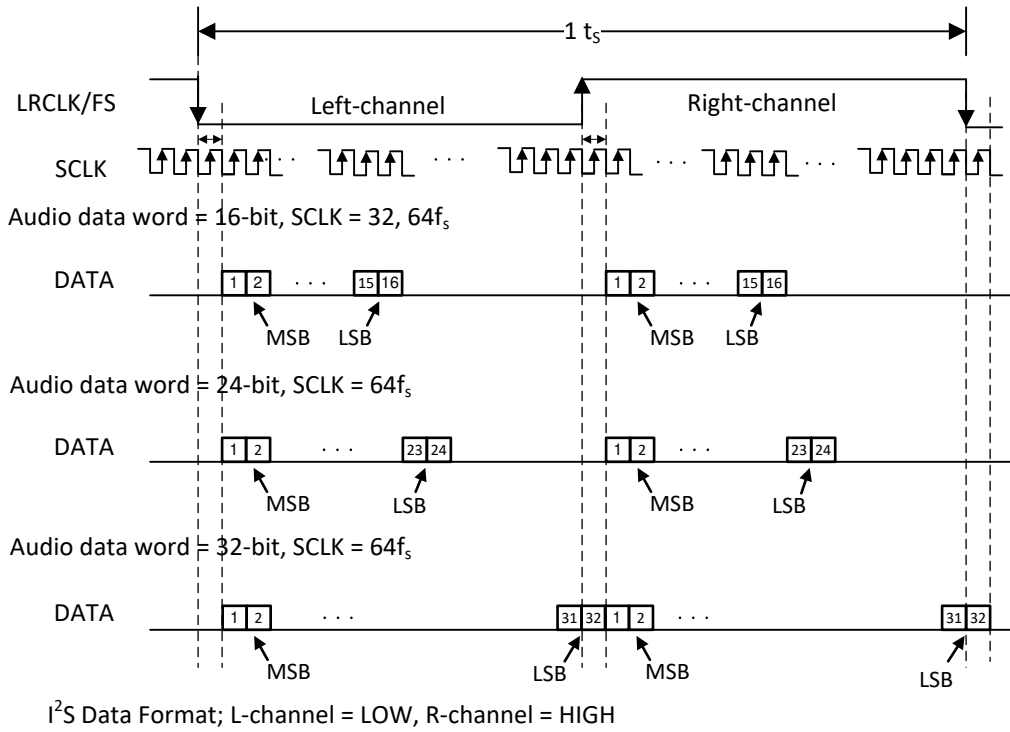 1 tₛ
LRCLK/FS
Left-channel
Right-channel
SCLK
. . .
. . .
. . .
. . .
Audio data word = 16-bit, SCLK = 32, 64fₛ
DATA
1 2 . . . 15 16 1 2 . . . 15 16
MSB LSB MSB LSB
Audio data word = 24-bit, SCLK = 64fₛ
DATA
1 2 . . . 23 24 1 2 . . . 23 24
MSB LSB MSB LSB
Audio data word = 32-bit, SCLK = 64fₛ
DATA
1 2 . . . 31 32 1 2 . . . 31 32
MSB LSB MSB LSB
I²S Data Format; L-channel = LOW, R-channel = HIGH